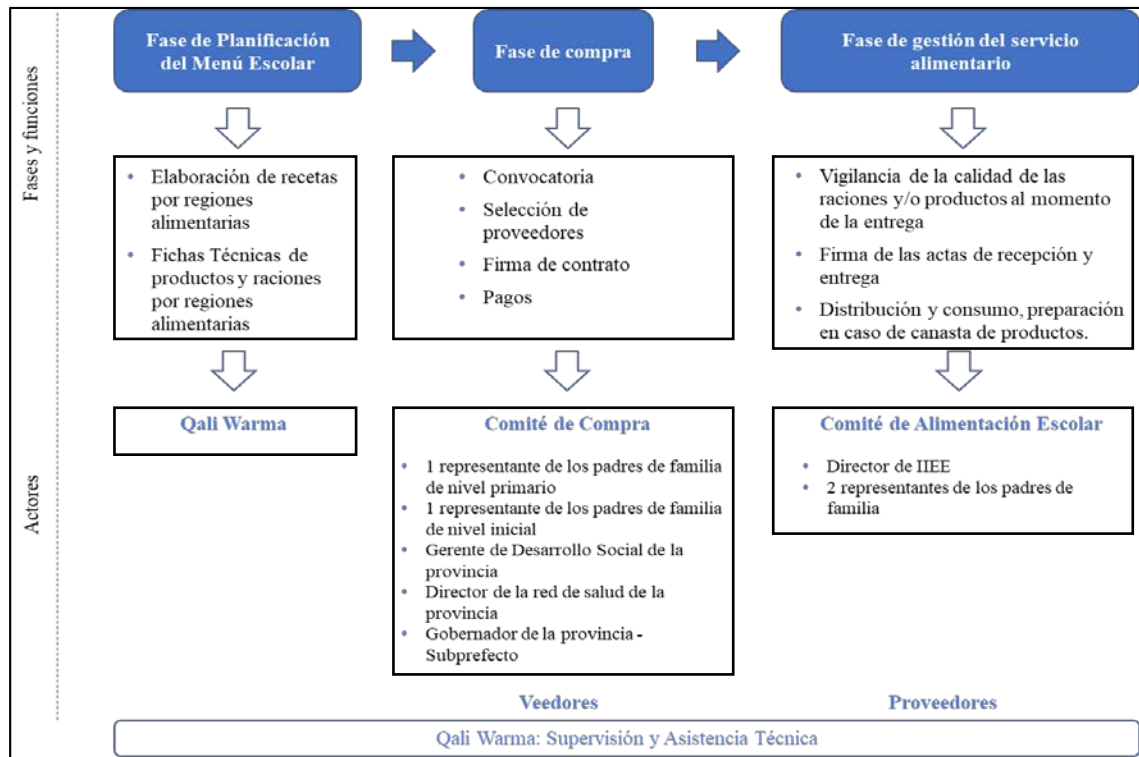 Fases y funciones
Fase de Planificación
del Menú Escolar
Fase de compra
Fase de gestión del servicio
alimentario
• Elaboración de recetas
por regiones
alimentarias
• Fichas Técnicas de
productos y raciones
por regiones
alimentarias
• Convocatoria
• Selección de
proveedores
• Firma de contrato
• Pagos
• Vigilancia de la calidad de las
raciones y/o productos al momento
de la entrega
• Firma de las actas de recepción y
entrega
• Distribución y consumo, preparación
en caso de canasta de productos.
Actores
Qali Warma
Comité de Compra
• 1 representante de los padres de familia
de nivel primario
• 1 representante de los padres de familia
de nivel inicial
• Gerente de Desarrollo Social de la
provincia
• Director de la red de salud de la
provincia
• Gobernador de la provincia -
Subprefecto
Comité de Alimentación Escolar
• Director de IIEE
• 2 representantes de los padres de
familia
Veedores
Proveedores
Qali Warma: Supervisión y Asistencia Técnica